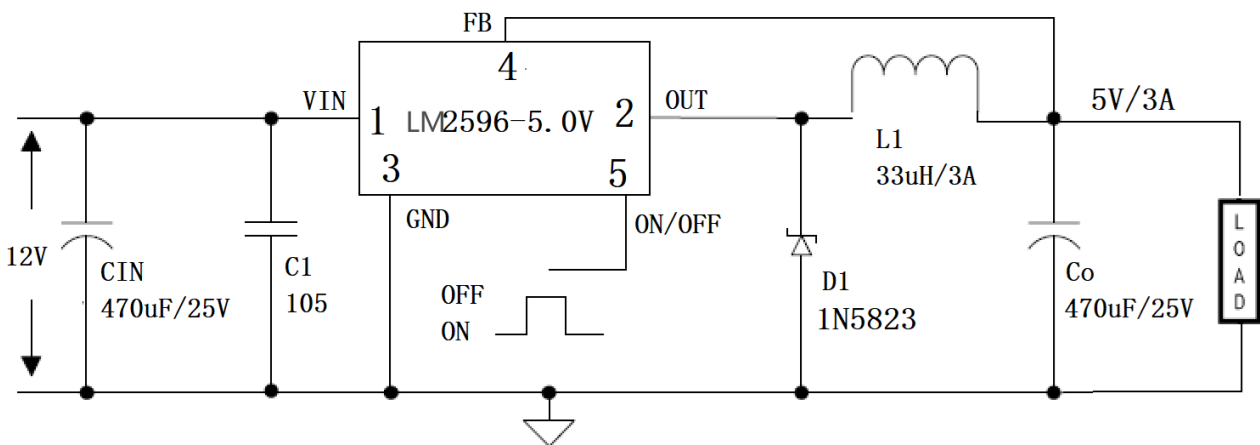 FB
4
VIN
1
LM2596-5.0V
2
OUT
3
5
GND
ON/OFF
5V/3A
L1
33uH/3A
12V
CIN
470uF/25V
C1
105
OFF
ON
D1
1N5823
Co
470uF/25V
LOAD